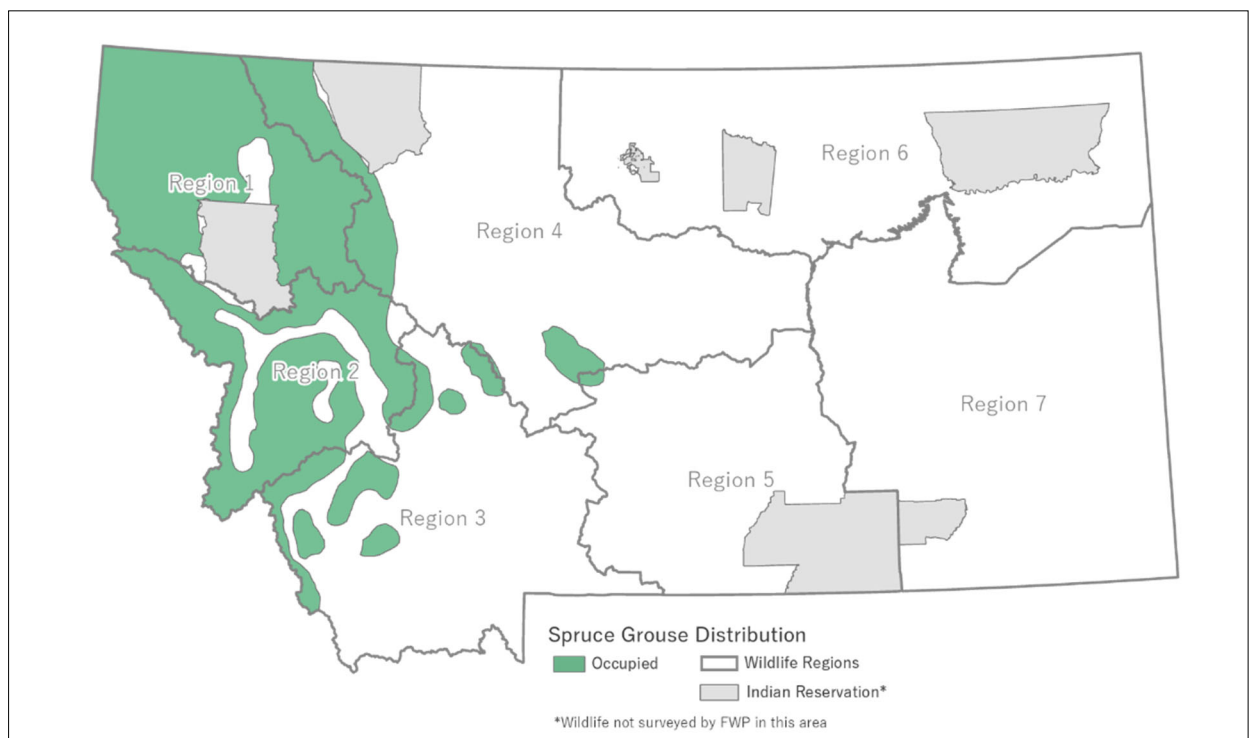 Region 1
Region 6
Region 4
Region 2
Region 7
Region 5
Region 3
Spruce Grouse Distribution
Occupied
Wildlife Regions
Indian Reservation*
*Wildlife not surveyed by FWP in this area